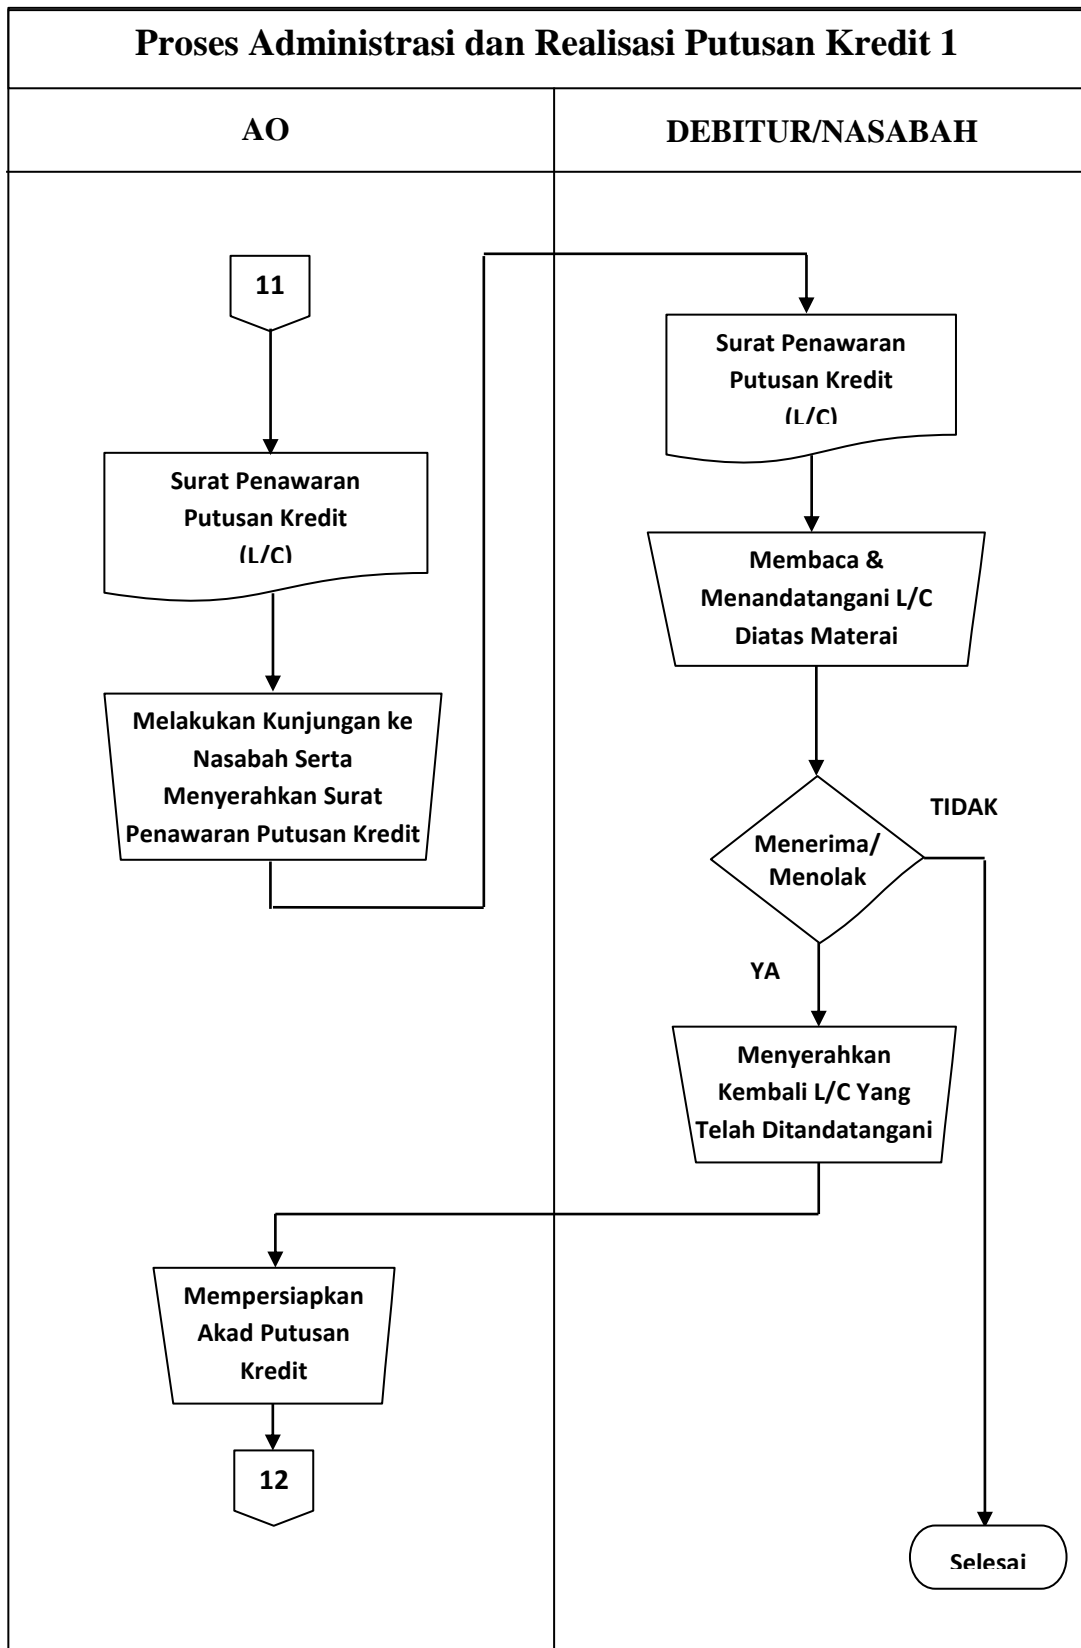 Proses Administrasi dan Realisasi Putusan Kredit 1
AO
DEBITUR/NASABAH
11
Surat Penawaran
Putusan Kredit
(L/C)
Melakukan Kunjungan ke
Nasabah Serta
Menyerahkan Surat
Penawaran Putusan Kredit
Surat Penawaran
Putusan Kredit
(L/C)
Membaca &
Menandatangani L/C
Diatas Materai
Menerima/
Menolak
TIDAK
YA
Menyerahkan
Kembali L/C Yang
Telah Ditandatangani
Mempersiapkan
Akad Putusan
Kredit
12
Selesai